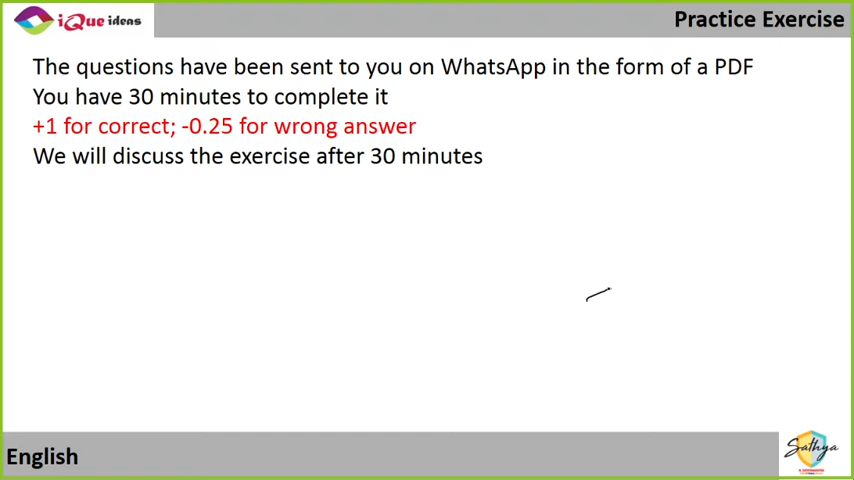 iQue ideas
Practice Exercise
The questions have been sent to you on WhatsApp in the form of a PDF
You have 30 minutes to complete it
+1 for correct; -0.25 for wrong answer
We will discuss the exercise after 30 minutes
English
Sathya